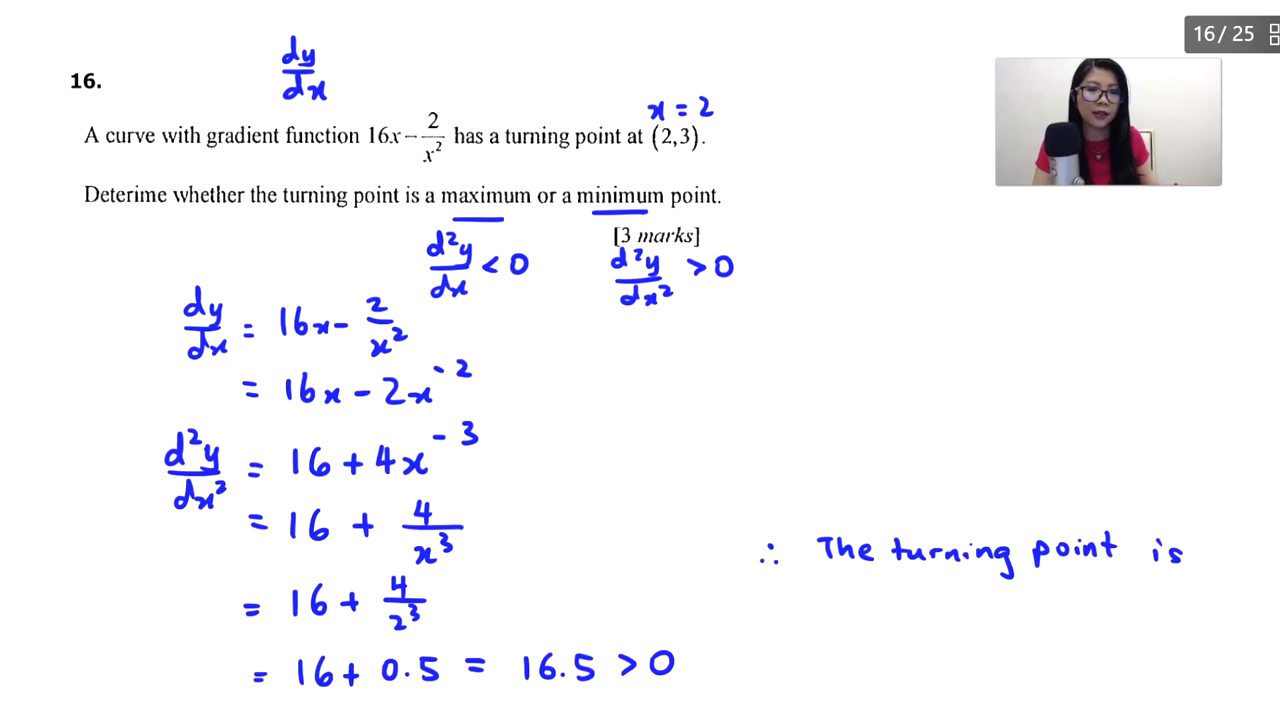 16 / 25
dy/dx
16.
x = 2
A curve with gradient function 16x − 2/x² has a turning point at (2,3).
Deterime whether the turning point is a maximum or a minimum point.
[3 marks]
d²y/dx < 0 d²y/dx² > 0
dy/dx = 16x − 2/x²
= 16x − 2x⁻²
d²y/dx² = 16 + 4x⁻³
= 16 + 4/x³
∴ The turning point is
= 16 + 4/2³
= 16 + 0.5 = 16.5 > 0